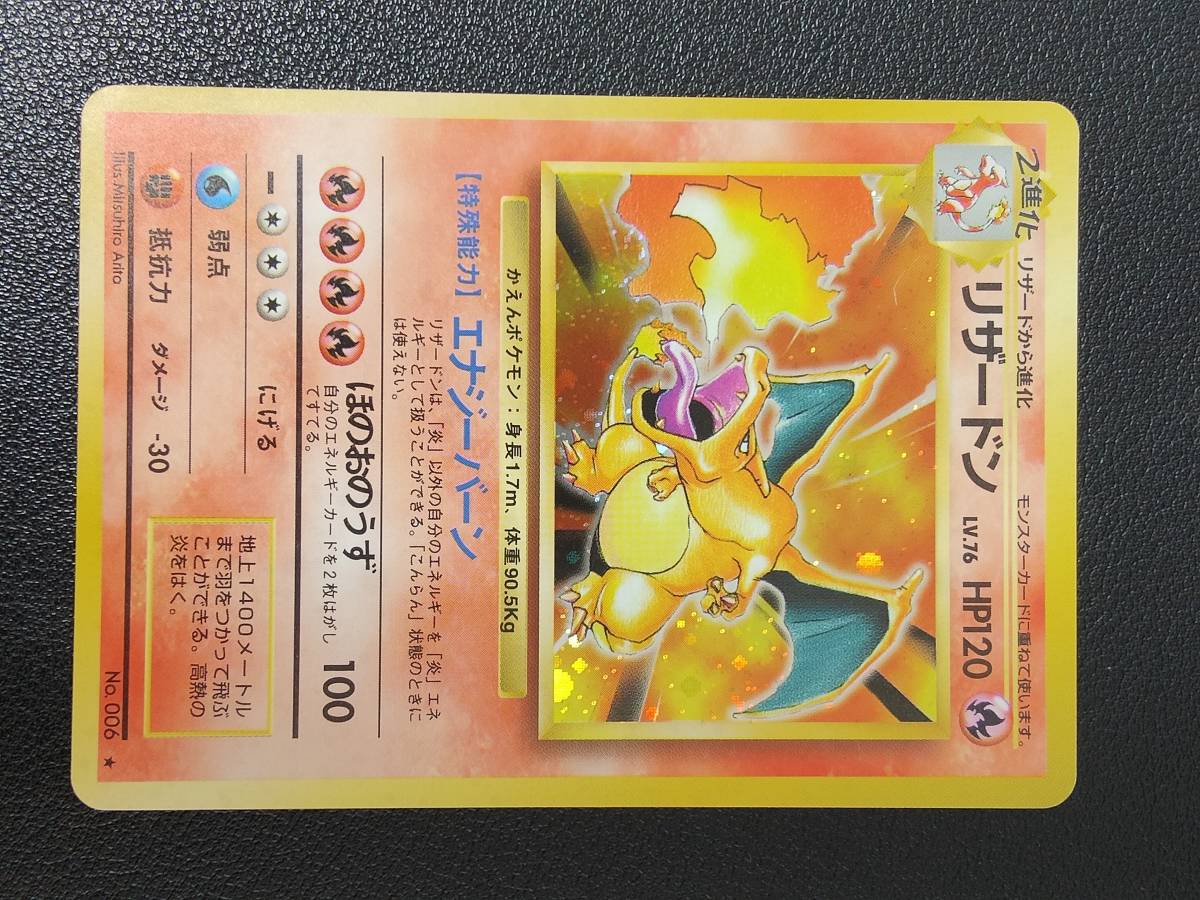 2進化 リザードから進化 モンスターカードに重ねて使います。
リザードン LV.76 HP120
かえんポケモン：身長1.7m、体重90.5Kg
【特殊能力】エナジーバーン
リザードンは、「炎」以外の自分のエネルギーを「炎」エネ
ルギーとして扱うことができる。「こんらん」状態のときに
は使えない。
ほのおのうず 自分のエネルギーカードを2枚はがし
てすてる。
100
にげる
弱点
抵抗力 ダメージ -30
地上1400メートル
まで羽をつかって飛ぶ
ことができる。高熱の
炎をはく。
Illus.Mitsuhiro Arita No.006 ★